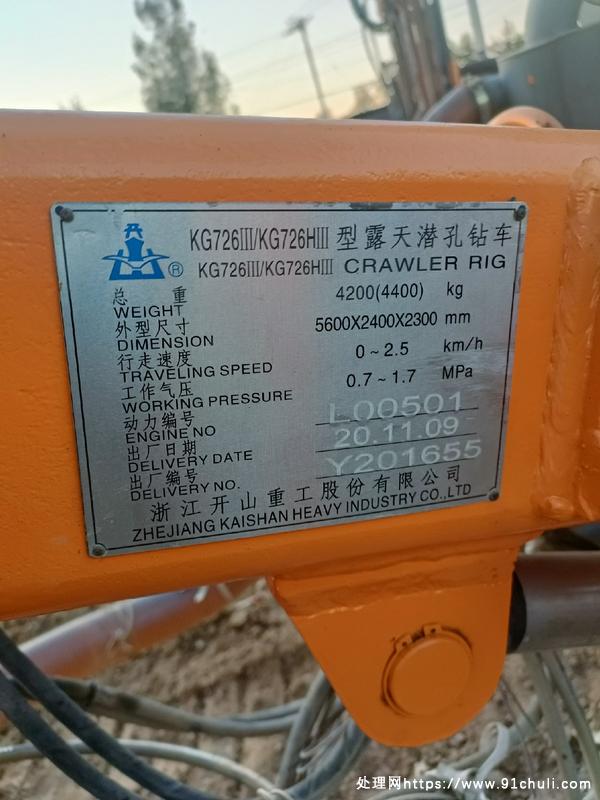 KG726III/KG726HIII 型露天潜孔钻车
KG726III/KG726HIII CRAWLER RIG
®
总 重 4200(4400) kg
WEIGHT
外型尺寸 5600X2400X2300 mm
DIMENSION
行走速度 0~2.5 km/h
TRAVELING SPEED
工作气压 0.7~1.7 MPa
WORKING PRESSURE
动力编号 L00501
ENGINE NO
出厂日期 20.11.09
DELIVERY DATE
出厂编号 Y201655
DELIVERY NO.
浙江开山重工股份有限公司
ZHEJIANG KAISHAN HEAVY INDUSTRY CO.,LTD
处理网https://www.91chuli.com/